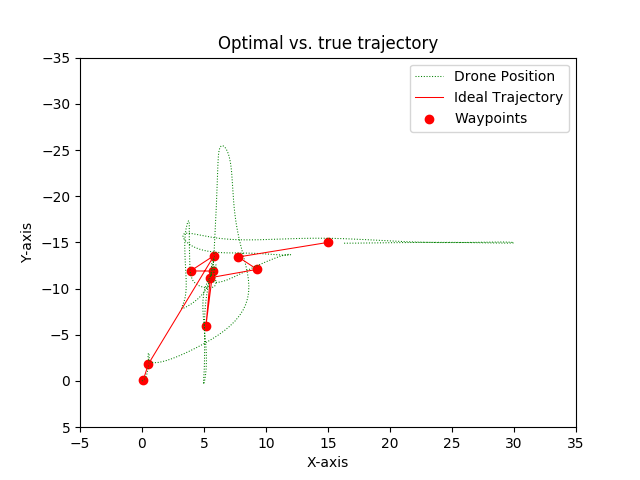 Optimal vs. true trajectory
Drone Position
Ideal Trajectory
Waypoints
Y-axis
−35
−30
−25
−20
−15
−10
−5
0
5
−5 0 5 10 15 20 25 30 35
X-axis